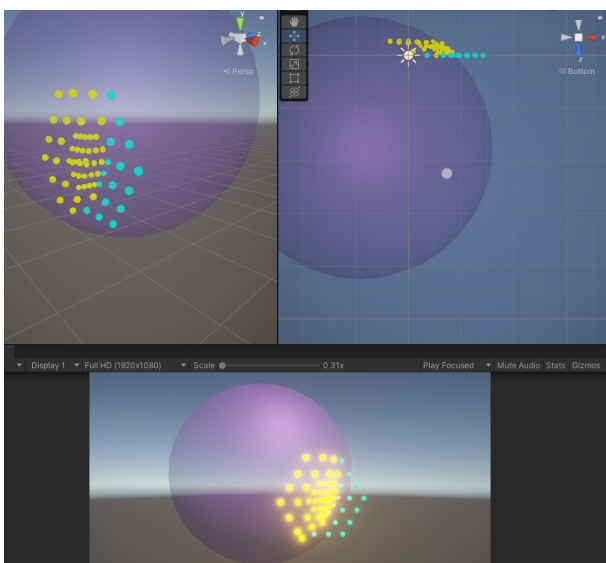 y
z
x
< Persp
x
z
Bottom
Display 1
Full HD (1920x1080)
Scale
0.31x
Play Focused
Mute Audio
Stats
Gizmos